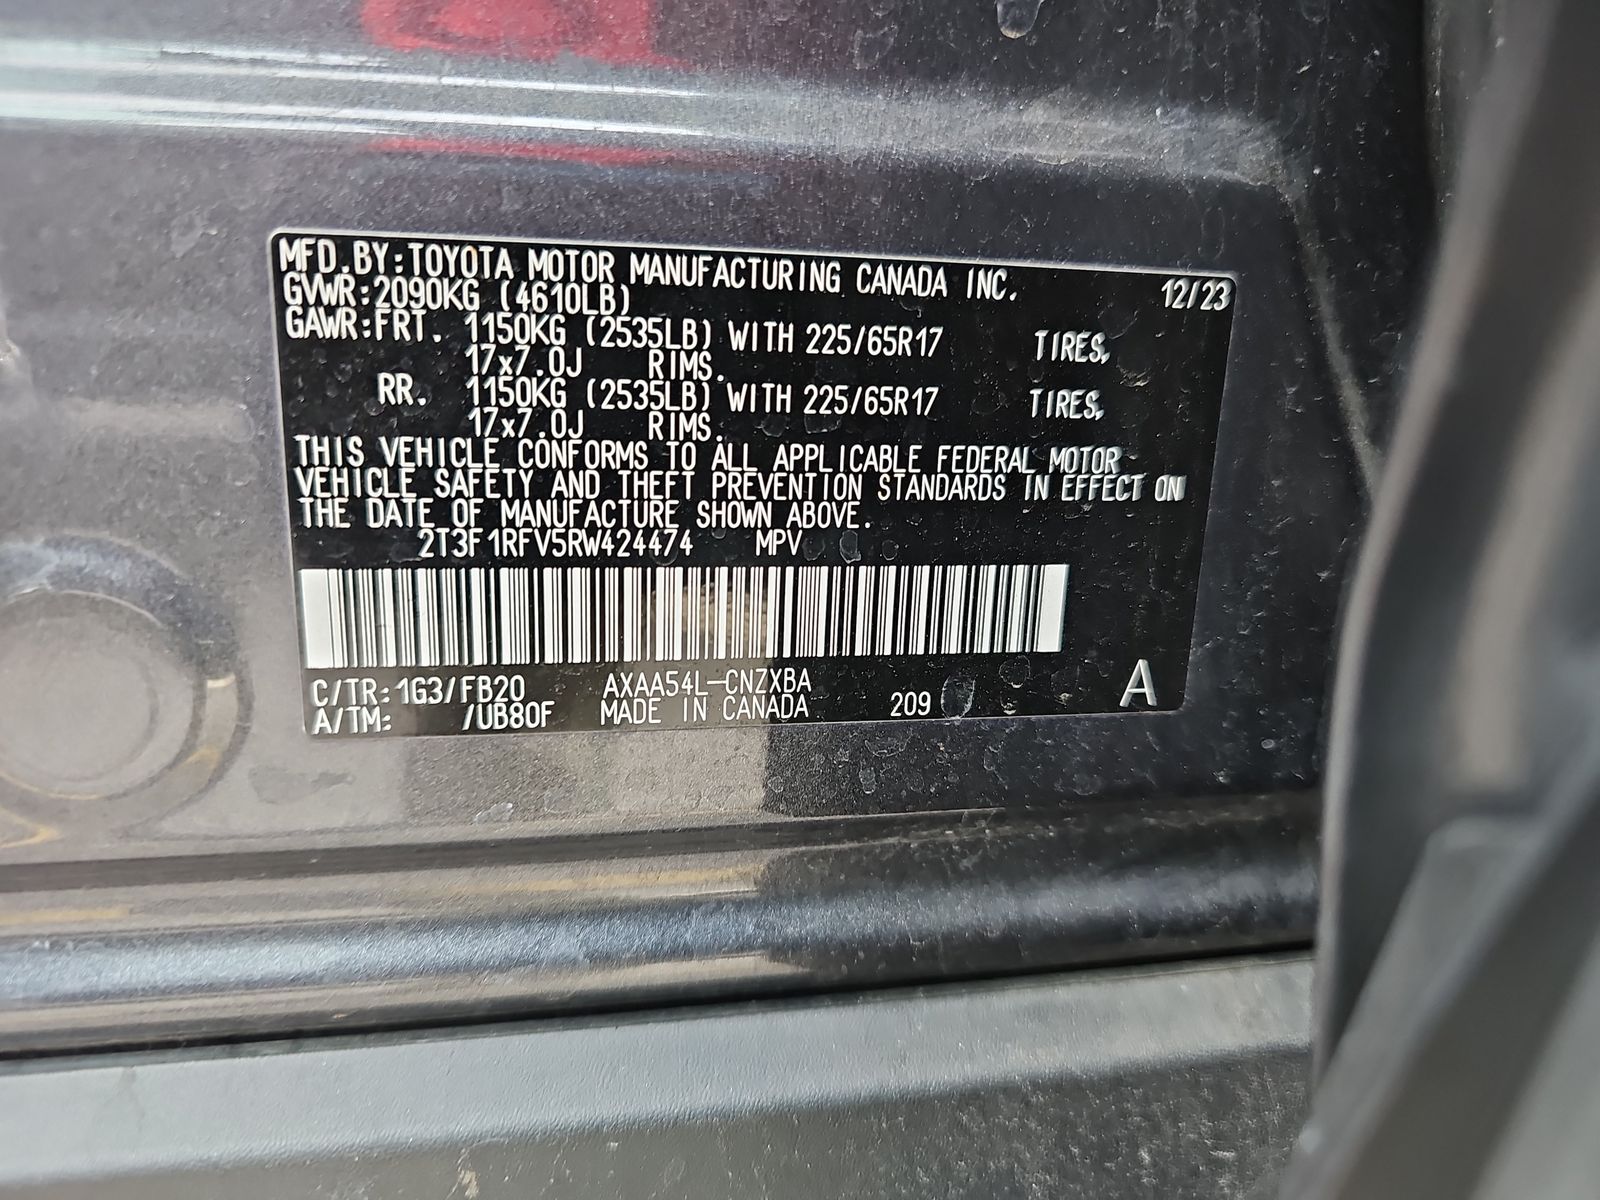 MFD.BY:TOYOTA MOTOR MANUFACTURING CANADA INC. 12/23
GVWR:2090KG (4610LB)
GAWR:FRT. 1150KG (2535LB) WITH 225/65R17 TIRES,
17x7.0J RIMS.
RR. 1150KG (2535LB) WITH 225/65R17 TIRES,
17x7.0J RIMS.
THIS VEHICLE CONFORMS TO ALL APPLICABLE FEDERAL MOTOR
VEHICLE SAFETY AND THEFT PREVENTION STANDARDS IN EFFECT ON
THE DATE OF MANUFACTURE SHOWN ABOVE.
2T3F1RFV5RW424474 MPV
C/TR:1G3/FB20 AXAA54L-CNZXBA
A/TM: /UB80F MADE IN CANADA 209 A